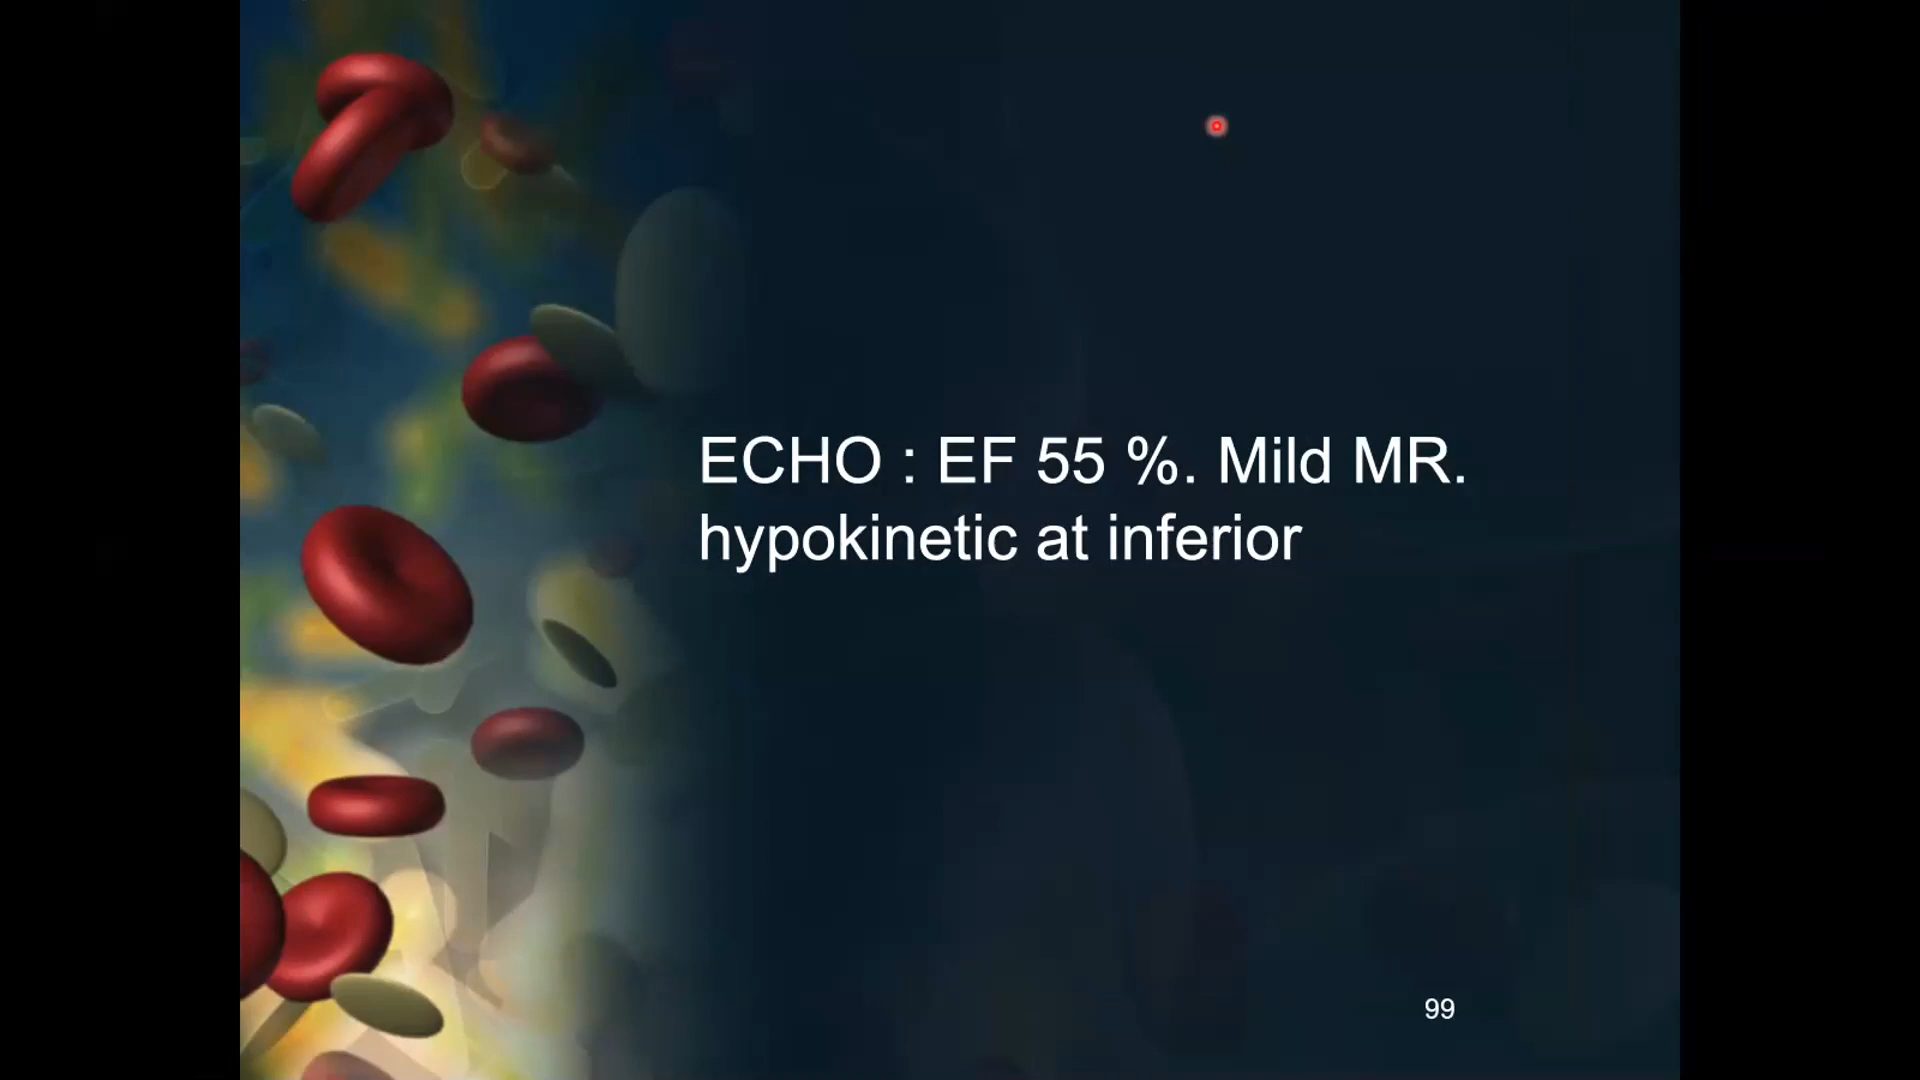 ECHO : EF 55 %. Mild MR.
hypokinetic at inferior
99